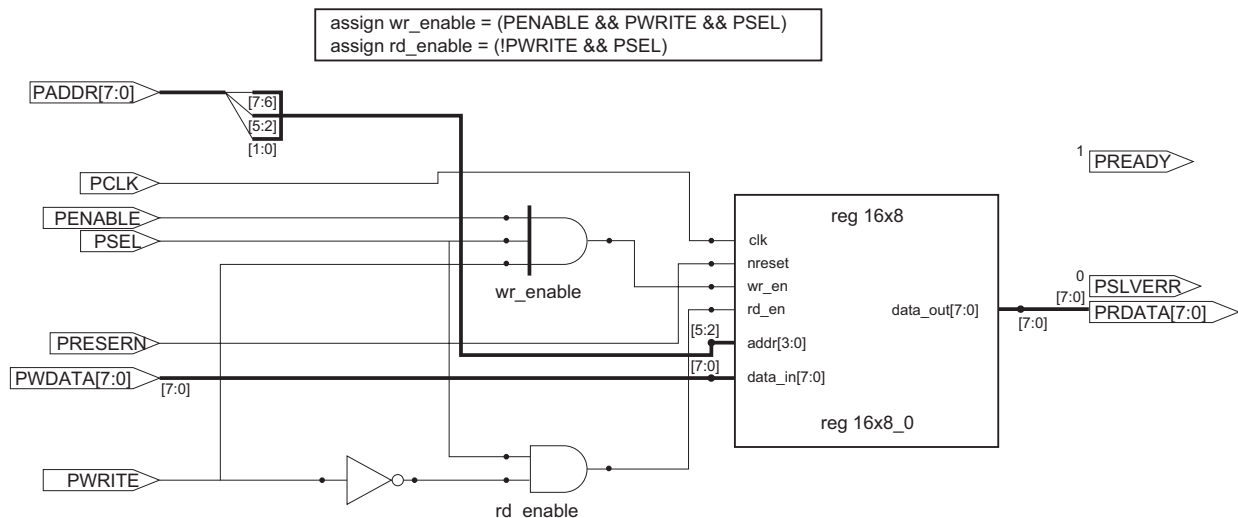 assign wr_enable = (PENABLE && PWRITE && PSEL)
assign rd_enable = (!PWRITE && PSEL)
PADDR[7:0]
[7:6]
[5:2]
[1:0]
1
PREADY
PCLK
PENABLE
PSEL
wr_enable
reg 16x8
clk
nreset
wr_en
rd_en
addr[3:0]
data_in[7:0]
data_out[7:0]
reg 16x8_0
[7:0]
0
PSLVERR
[7:0]
PRDATA[7:0]
PRESERN
[5:2]
[7:0]
PWDATA[7:0]
[7:0]
PWRITE
rd_enable